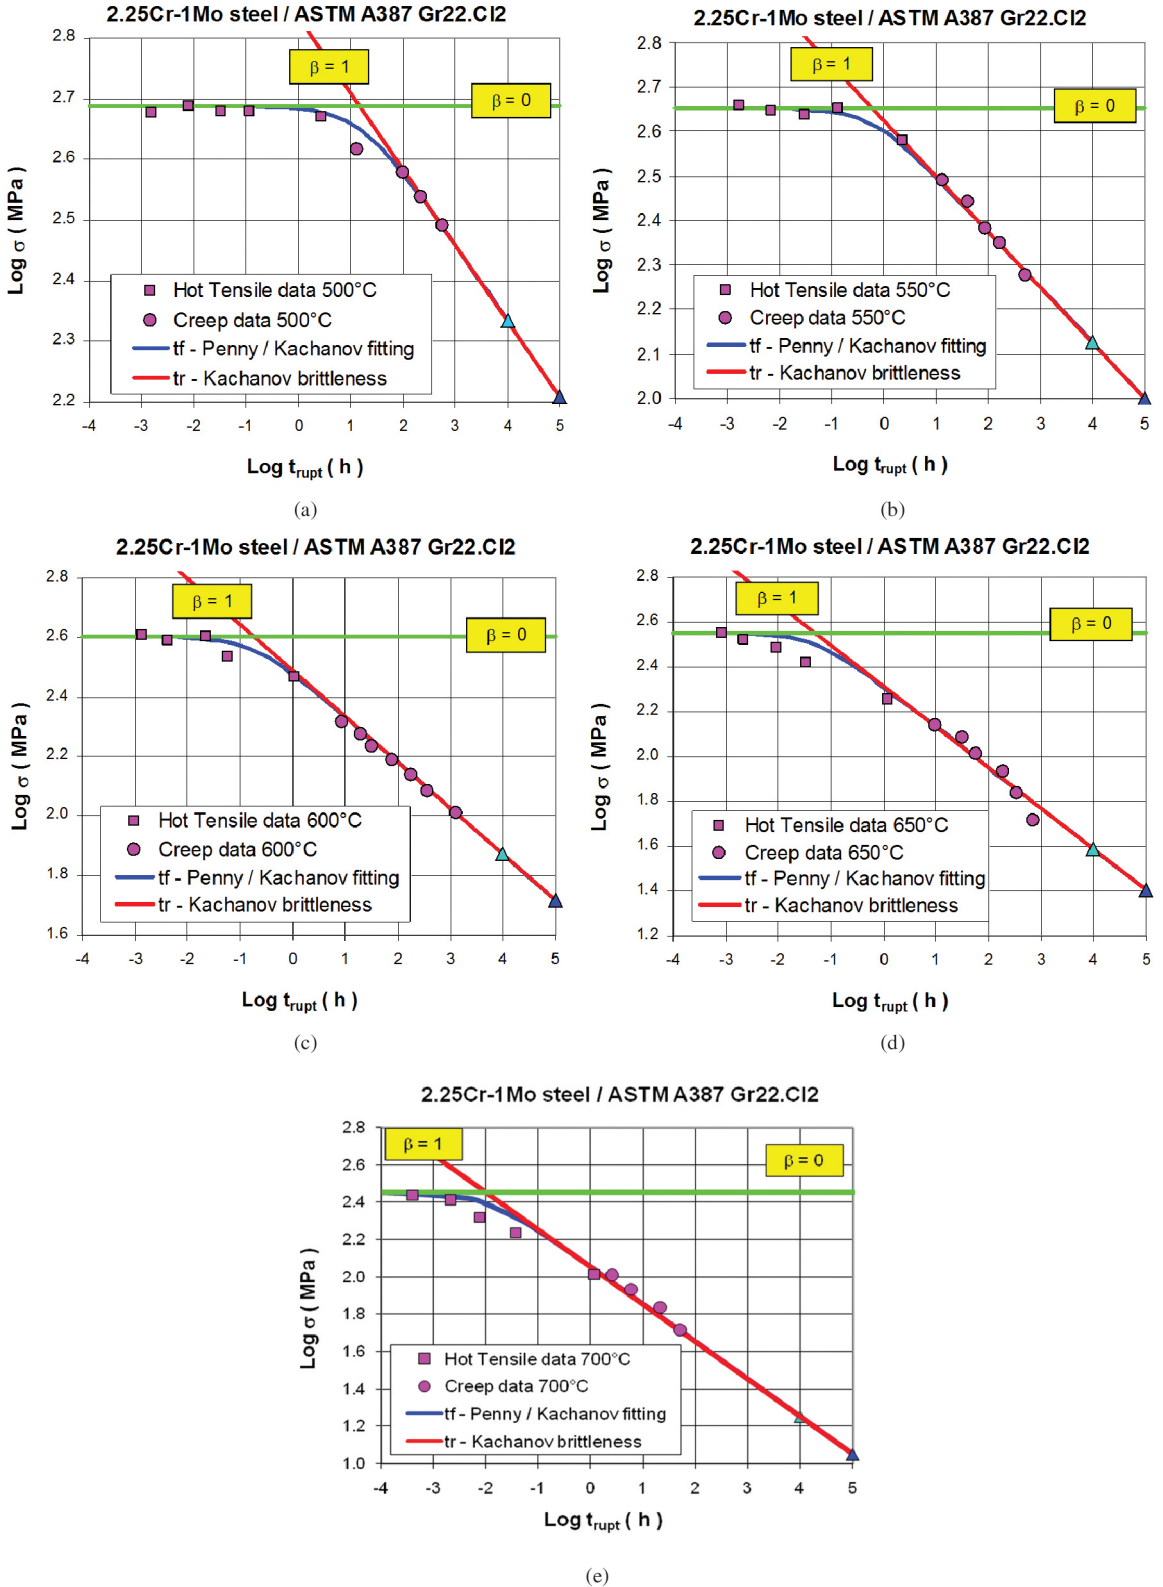 2.25Cr-1Mo steel / ASTM A387 Gr22.Cl2
2.8
2.7
2.6
2.5
2.4
2.3
2.2
Log σ ( MPa )
β = 1
β = 0
Hot Tensile data 500°C
Creep data 500°C
tf - Penny / Kachanov fitting
tr - Kachanov brittleness
-4 -3 -2 -1 0 1 2 3 4 5
Log trupt ( h )
(a)
2.25Cr-1Mo steel / ASTM A387 Gr22.Cl2
2.8
2.7
2.6
2.5
2.4
2.3
2.2
2.1
2.0
Log σ ( MPa )
β = 1
β = 0
Hot Tensile data 550°C
Creep data 550°C
tf - Penny / Kachanov fitting
tr - Kachanov brittleness
-4 -3 -2 -1 0 1 2 3 4 5
Log trupt ( h )
(b)
2.25Cr-1Mo steel / ASTM A387 Gr22.Cl2
2.8
2.6
2.4
2.2
2.0
1.8
1.6
Log σ ( MPa )
β = 1
β = 0
Hot Tensile data 600°C
Creep data 600°C
tf - Penny / Kachanov fitting
tr - Kachanov brittleness
-4 -3 -2 -1 0 1 2 3 4 5
Log trupt ( h )
(c)
2.25Cr-1Mo steel / ASTM A387 Gr22.Cl2
2.8
2.6
2.4
2.2
2.0
1.8
1.6
1.4
1.2
Log σ ( MPa )
β = 1
β = 0
Hot Tensile data 650°C
Creep data 650°C
tf - Penny / Kachanov fitting
tr - Kachanov brittleness
-4 -3 -2 -1 0 1 2 3 4 5
Log trupt ( h )
(d)
2.25Cr-1Mo steel / ASTM A387 Gr22.Cl2
2.8
2.6
2.4
2.2
2.0
1.8
1.6
1.4
1.2
1.0
Log σ ( MPa )
β = 1
β = 0
Hot Tensile data 700°C
Creep data 700°C
tf - Penny / Kachanov fitting
tr - Kachanov brittleness
-4 -3 -2 -1 0 1 2 3 4 5
Log trupt ( h )
(e)